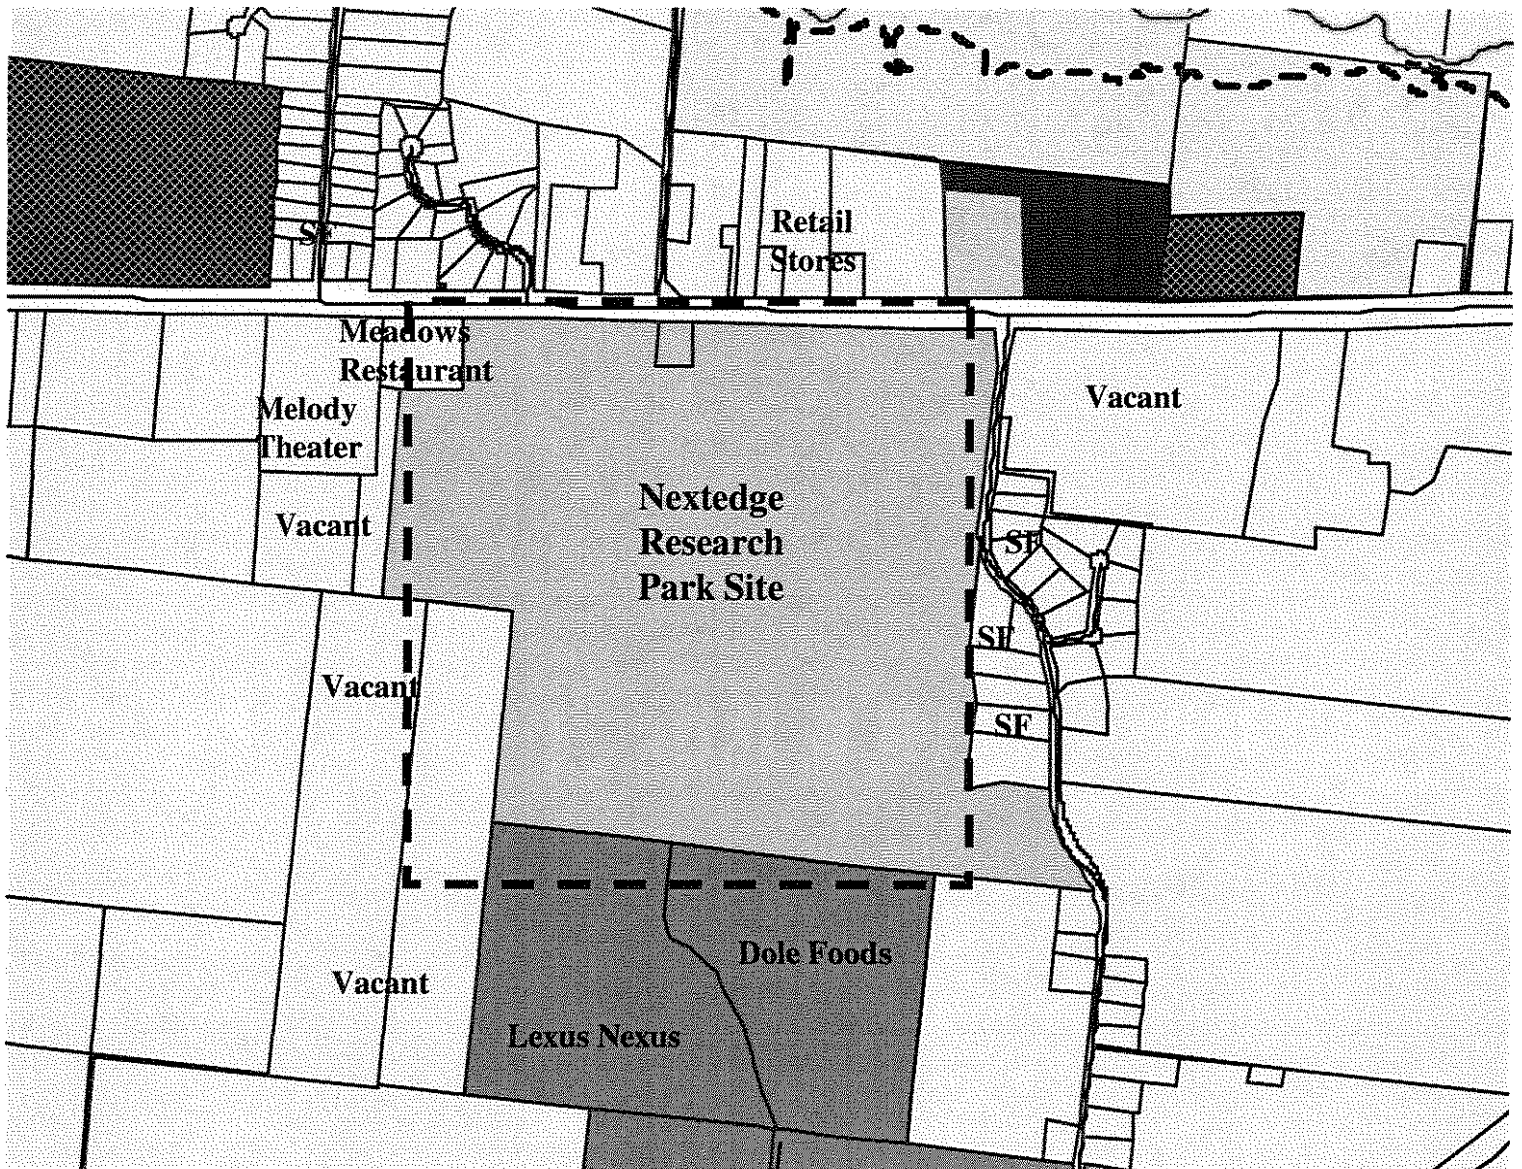 SF
Retail
Stores
Meadows
Restaurant
Melody
Theater
Vacant
Vacant
Nextedge
Research
Park Site
SF
SF
SF
Vacant
Vacant
Dole Foods
Lexus Nexus